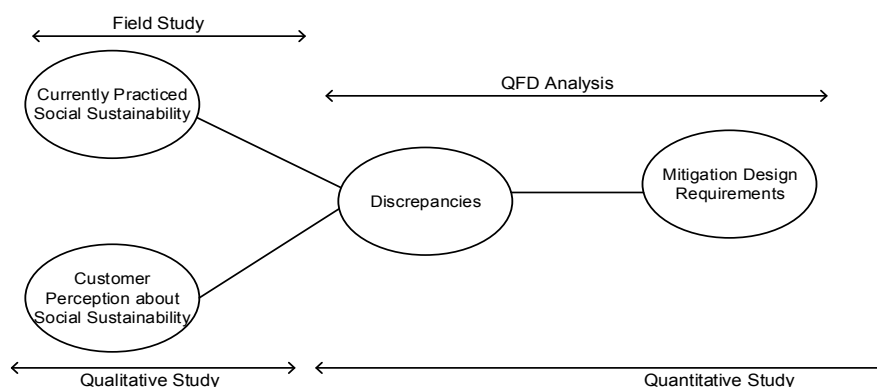 Field Study
Currently Practiced
Social Sustainability
QFD Analysis
Discrepancies
Mitigation Design
Requirements
Customer
Perception about
Social Sustainability
Qualitative Study
Quantitative Study